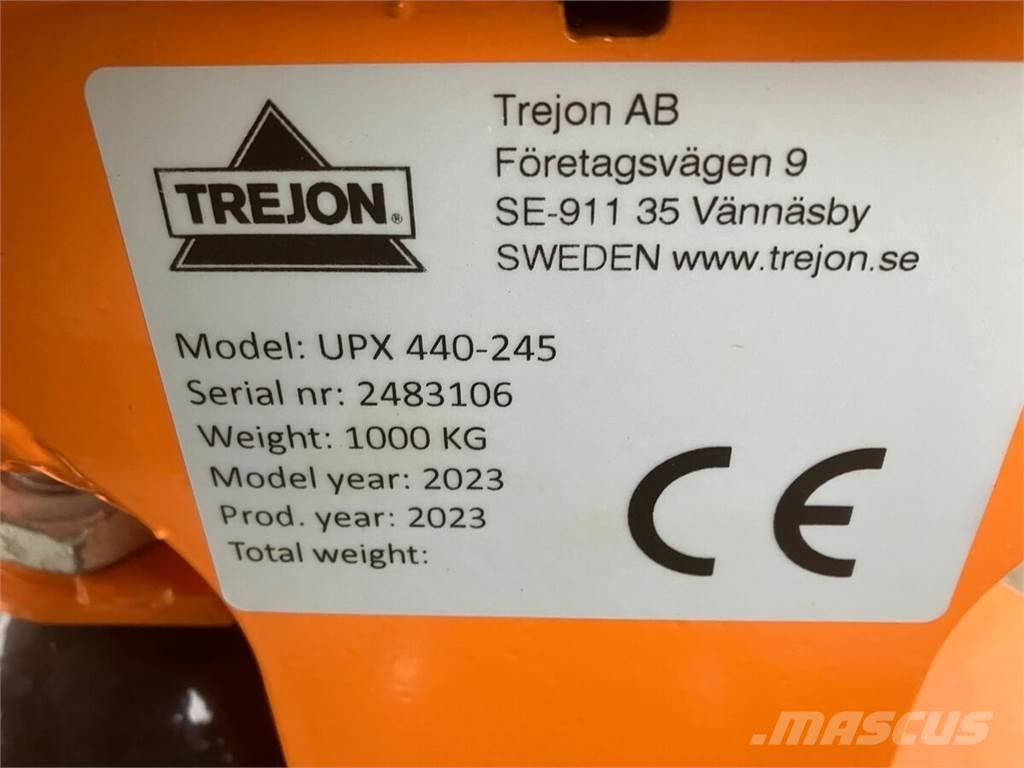 TREJON®
Trejon AB
Företagsvägen 9
SE-911 35 Vännäsby
SWEDEN www.trejon.se
Model: UPX 440-245
Serial nr: 2483106
Weight: 1000 KG
Model year: 2023
Prod. year: 2023
Total weight:
CE
MASCUS